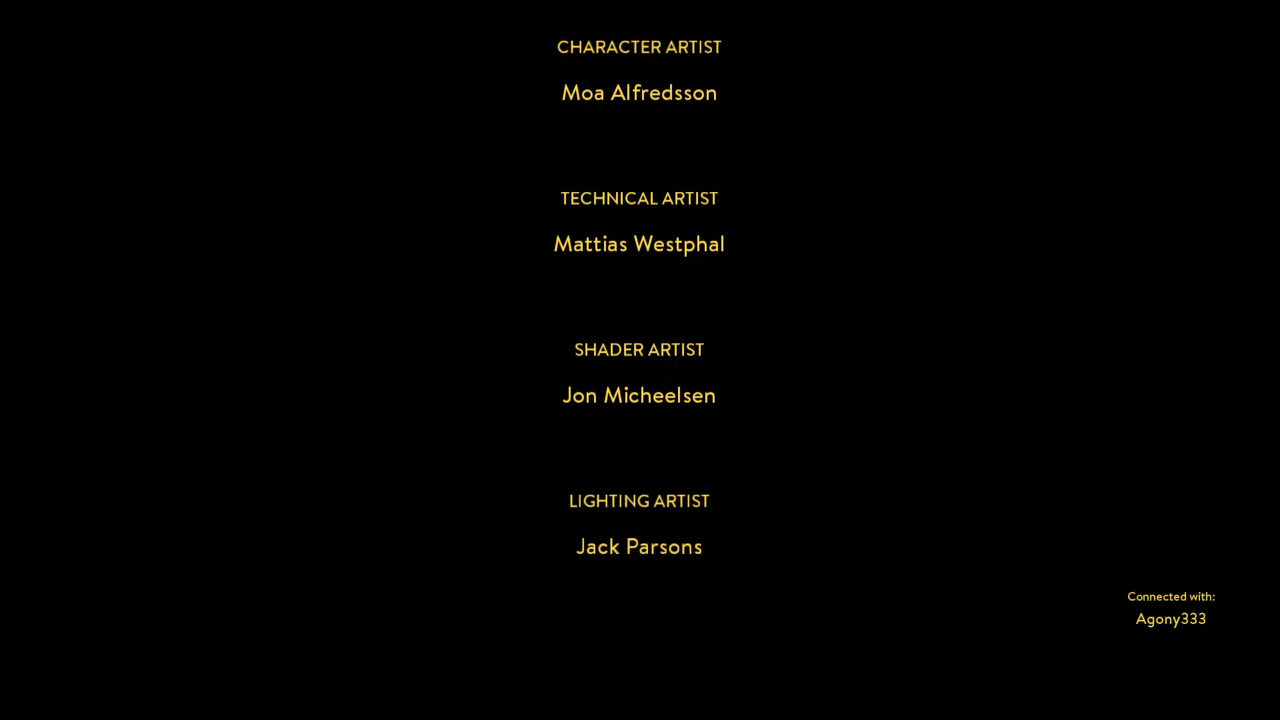 CHARACTER ARTIST
Moa Alfredsson
TECHNICAL ARTIST
Mattias Westphal
SHADER ARTIST
Jon Micheelsen
LIGHTING ARTIST
Jack Parsons
Connected with:
Agony333